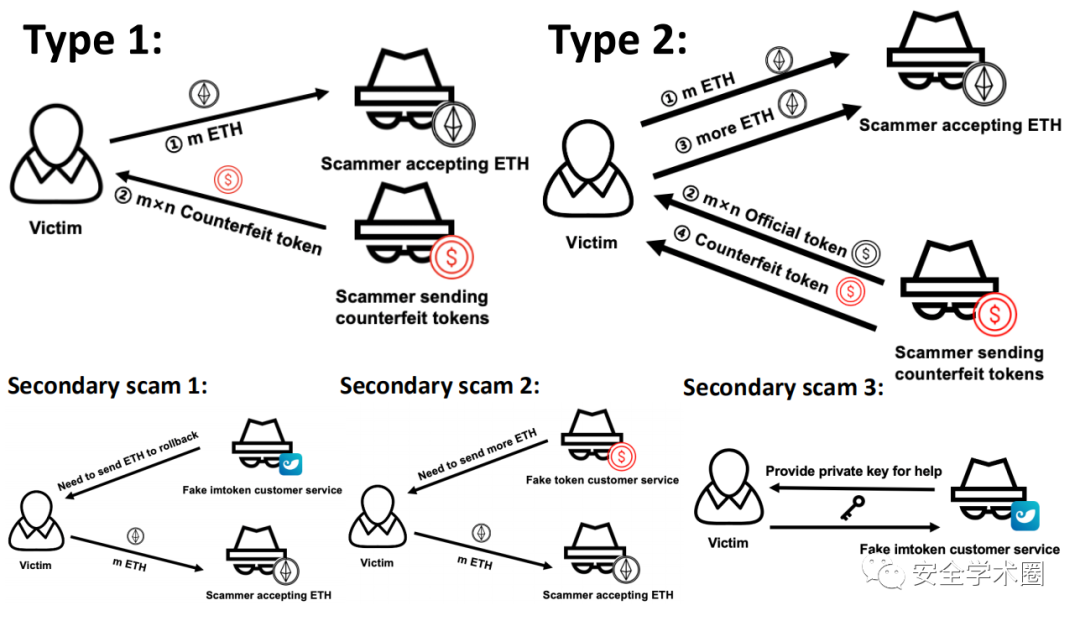 Type 1:
① m ETH
Scammer accepting ETH
② m×n Counterfeit token
Victim
Scammer sending
counterfeit tokens
Type 2:
① m ETH
③ more ETH
Scammer accepting ETH
② m×n Official token
④ Counterfeit token
Victim
Scammer sending
counterfeit tokens
Secondary scam 1:
Need to send ETH to rollback
Fake imtoken customer service
Victim
m ETH
Scammer accepting ETH
Secondary scam 2:
Need to send more ETH
Fake token customer service
Victim
m ETH
Scammer accepting ETH
Secondary scam 3:
Provide private key for help
Victim
Fake imtoken customer service
安全学术圈